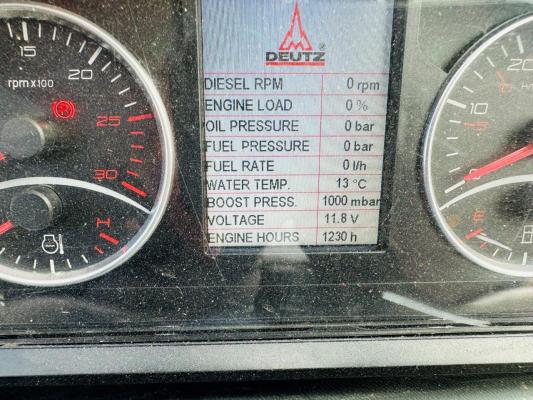 15
20
rpm x 100
25
30
DEUTZ ®
DIESEL RPM 0 rpm
ENGINE LOAD 0 %
OIL PRESSURE 0 bar
FUEL PRESSURE 0 bar
FUEL RATE 0 l/h
WATER TEMP. 13 °C
BOOST PRESS. 1000 mbar
VOLTAGE 11.8 V
ENGINE HOURS 1230 h
20
10